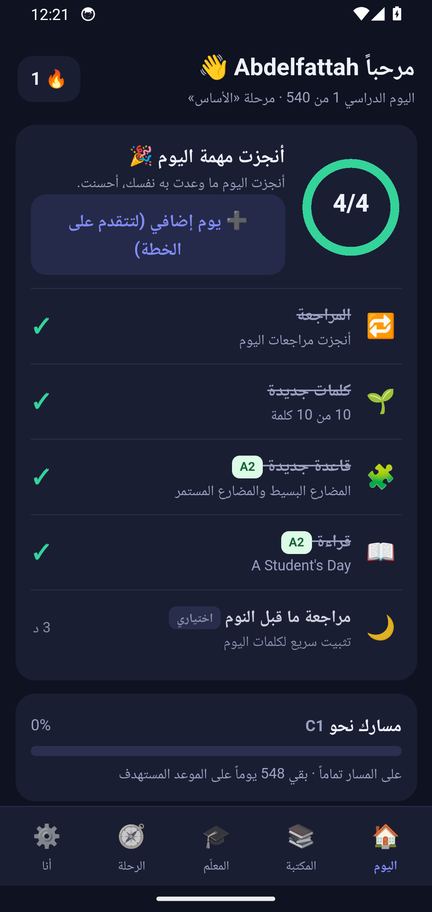 12:21
مرحباً Abdelfattah 👋
🔥 1
اليوم الدراسي 1 من 540 · مرحلة «الأساس»
4/4
أنجزت مهمة اليوم 🎉
أنجزت اليوم ما وعدت به نفسك، أحسنت.
➕ يوم إضافي (لتتقدم على
الخطة)
المراجعة
أنجزت مراجعات اليوم
✓
كلمات جديدة
10 من 10 كلمة
✓
قاعدة جديدة A2
المضارع البسيط والمضارع المستمر
✓
قراءة A2
A Student's Day
✓
مراجعة ما قبل النوم اختياري
تثبيت سريع لكلمات اليوم
3 د
مسارك نحو C1
0%
على المسار تماماً · بقي 548 يوماً على الموعد المستهدف
اليوم
المكتبة
المعلّم
الرحلة
أنا